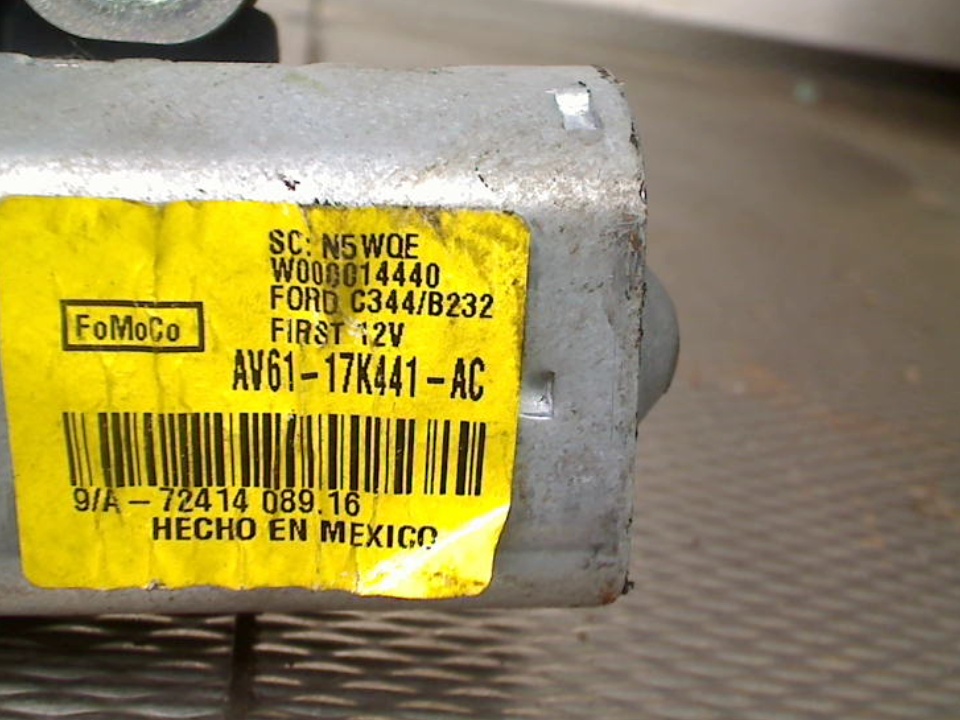 SC: N5WQE
W000014440
FORD C344/B232
FIRST 12V
FoMoCo
AV61-17K441-AC
9/A-72414 089.16
HECHO EN MEXICO